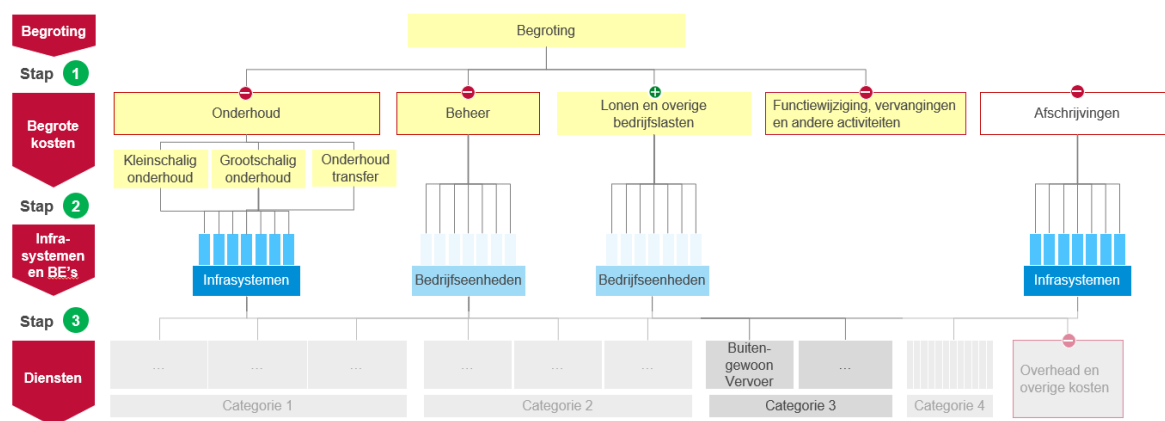 Begroting
Begroting
Stap 1
Begrote
kosten
Onderhoud
Beheer
Lonen en overige
bedrijfslasten
Functiewijziging, vervangingen
en andere activiteiten
Afschrijvingen
Kleinschalig
onderhoud
Grootschalig
onderhoud
Onderhoud
transfer
Stap 2
Infra-
systemen
en BE's
Infrasystemen
Bedrijfseenheden
Bedrijfseenheden
Infrasystemen
Stap 3
Diensten
...
...
...
...
...
...
Buiten-
gewoon
Vervoer
...
Overhead en
overige kosten
Categorie 1
Categorie 2
Categorie 3
Categorie 4